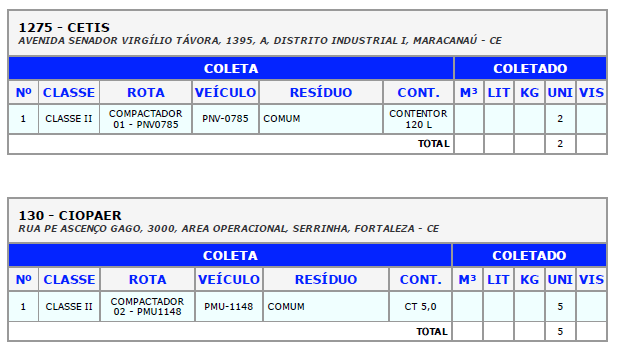 1275 - CETIS
AVENIDA SENADOR VIRGÍLIO TÁVORA, 1395, A, DISTRITO INDUSTRIAL I, MARACANAÚ - CE
COLETA COLETADO
Nº CLASSE ROTA VEÍCULO RESÍDUO CONT. M³ LIT KG UNI VIS
1 CLASSE II COMPACTADOR 01 - PNV0785 PNV-0785 COMUM CONTENTOR 120 L 2
TOTAL 2
130 - CIOPAER
RUA PE ASCENÇO GAGO, 3000, AREA OPERACIONAL, SERRINHA, FORTALEZA - CE
COLETA COLETADO
Nº CLASSE ROTA VEÍCULO RESÍDUO CONT. M³ LIT KG UNI VIS
1 CLASSE II COMPACTADOR 02 - PMU1148 PMU-1148 COMUM CT 5,0 5
TOTAL 5